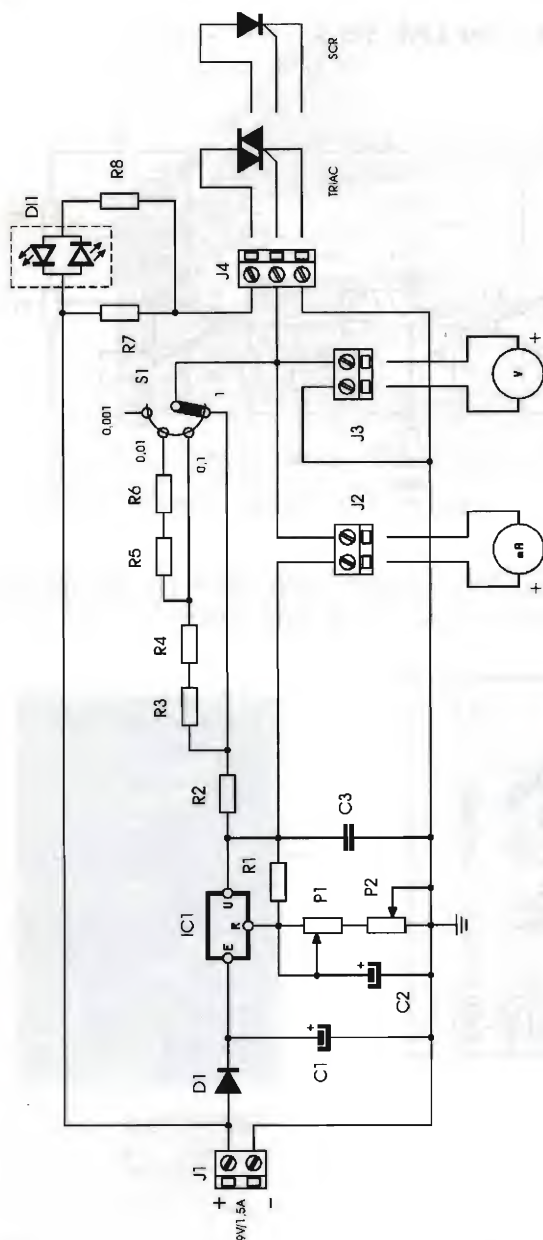 SCR
TRIAC
R8
DI1
J4
R7
S1
1
0,001
0,01
0,1
R6
R5
R4
R3
R2
J3
V
+
J2
mA
+
C3
R1
P1
P2
IC1
E
U
R
C2
+
C1
+
D1
J1
+
-
9V/1.5A